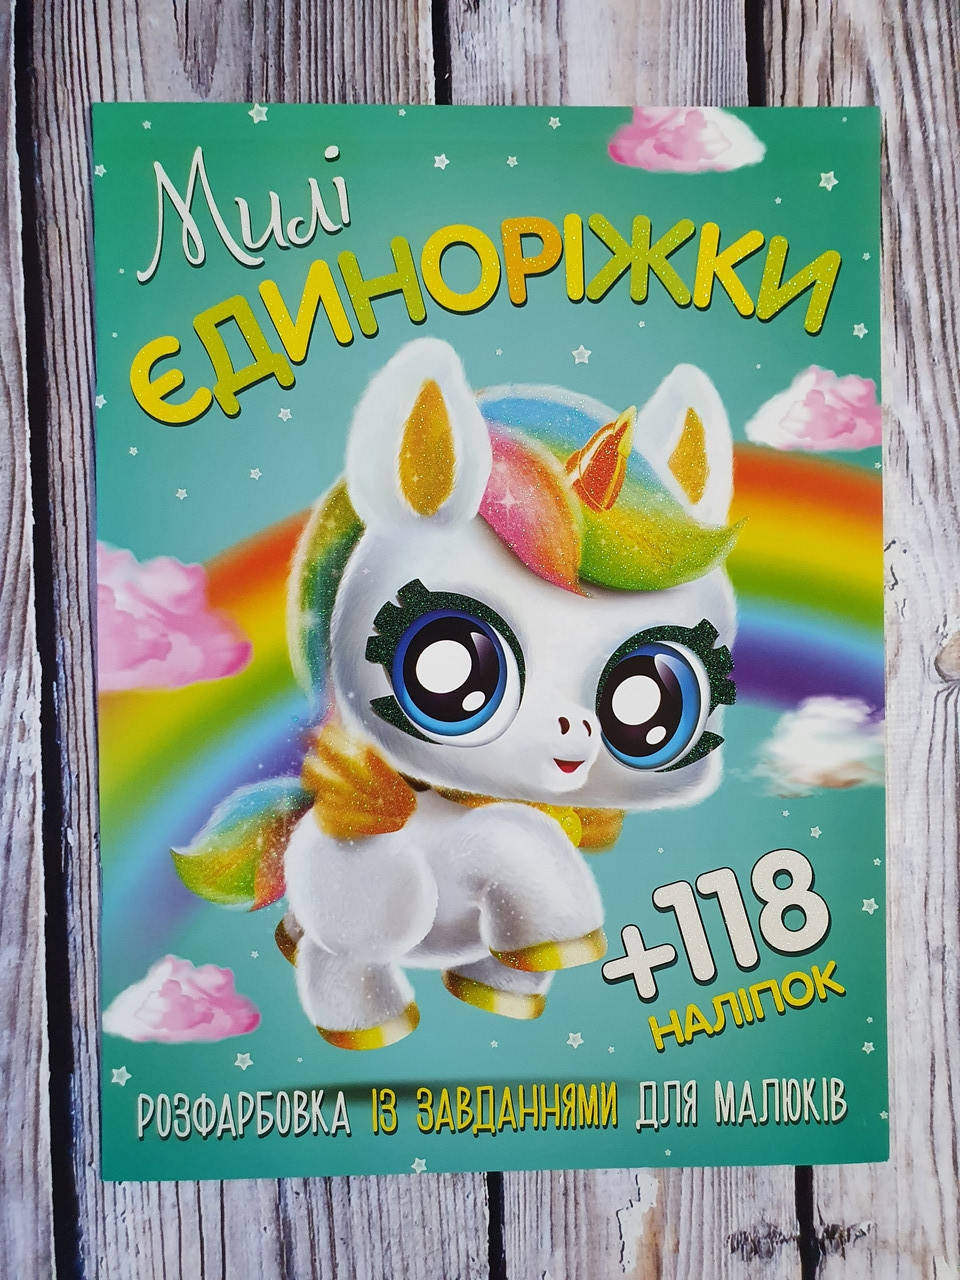 Милі
ЄДИНОРІЖКИ
+118
НАЛІПОК
РОЗФАРБОВКА ІЗ ЗАВДАННЯМИ ДЛЯ МАЛЮКІВ